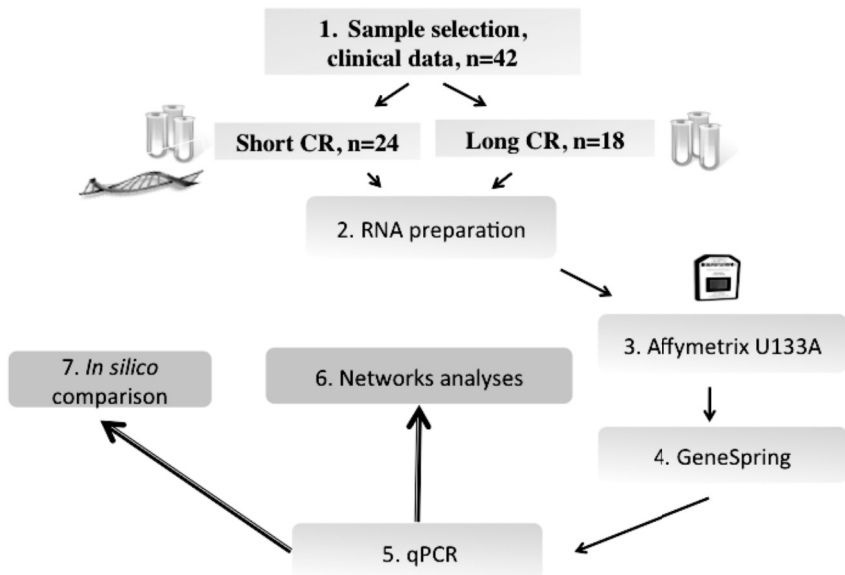 1. Sample selection,
clinical data, n=42
Short CR, n=24
Long CR, n=18
2. RNA preparation
3. Affymetrix U133A
7. In silico
comparison
6. Networks analyses
4. GeneSpring
5. qPCR